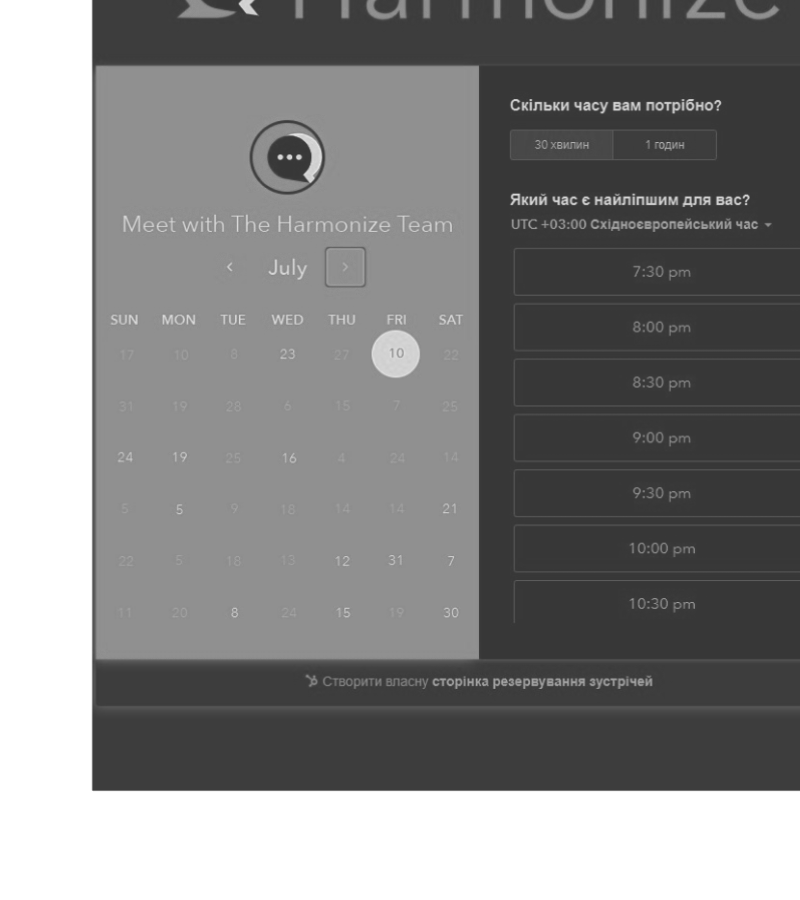 Harmonize
Meet with The Harmonize Team
July
SUN MON TUE WED THU FRI SAT
17 10 8 23 27 10 22
31 19 28 6 15 7 25
24 19 25 16 4 24 14
5 5 9 18 14 14 21
22 5 18 13 12 31 7
11 20 8 24 15 19 30
Скільки часу вам потрібно?
30 хвилин 1 годин
Який час є найліпшим для вас?
UTC +03:00 Східноєвропейський час
7:30 pm
8:00 pm
8:30 pm
9:00 pm
9:30 pm
10:00 pm
10:30 pm
Створити власну сторінка резервування зустрічей